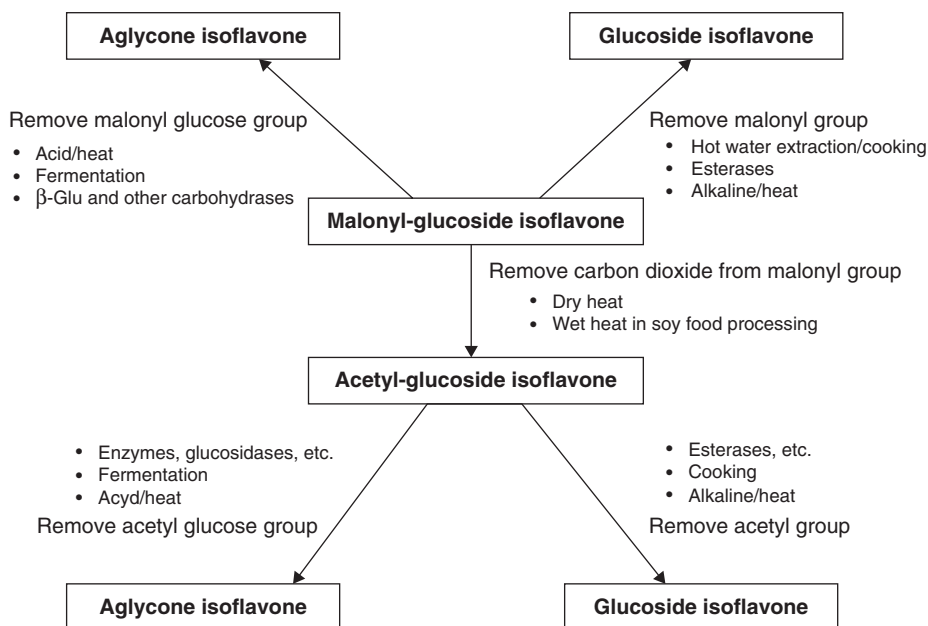 Aglycone isoflavone
Glucoside isoflavone
Remove malonyl glucose group
• Acid/heat
• Fermentation
• β-Glu and other carbohydrases
Remove malonyl group
• Hot water extraction/cooking
• Esterases
• Alkaline/heat
Malonyl-glucoside isoflavone
Remove carbon dioxide from malonyl group
• Dry heat
• Wet heat in soy food processing
Acetyl-glucoside isoflavone
• Enzymes, glucosidases, etc.
• Fermentation
• Acyd/heat
Remove acetyl glucose group
• Esterases, etc.
• Cooking
• Alkaline/heat
Remove acetyl group
Aglycone isoflavone
Glucoside isoflavone